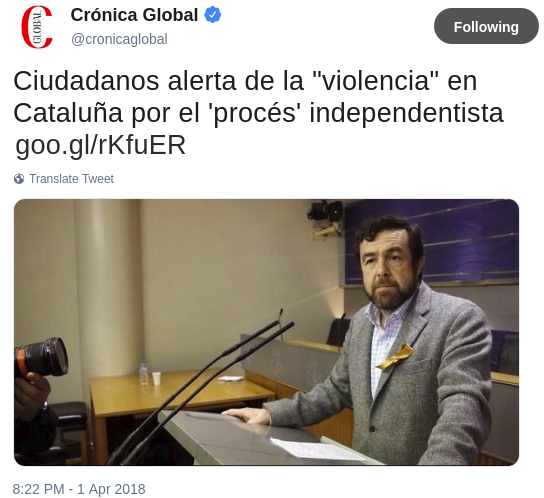 GLOBAL
Crónica Global
@cronicaglobal
Following
Ciudadanos alerta de la "violencia" en
Cataluña por el 'procés' independentista
goo.gl/rKfuER
Translate Tweet
8:22 PM - 1 Apr 2018